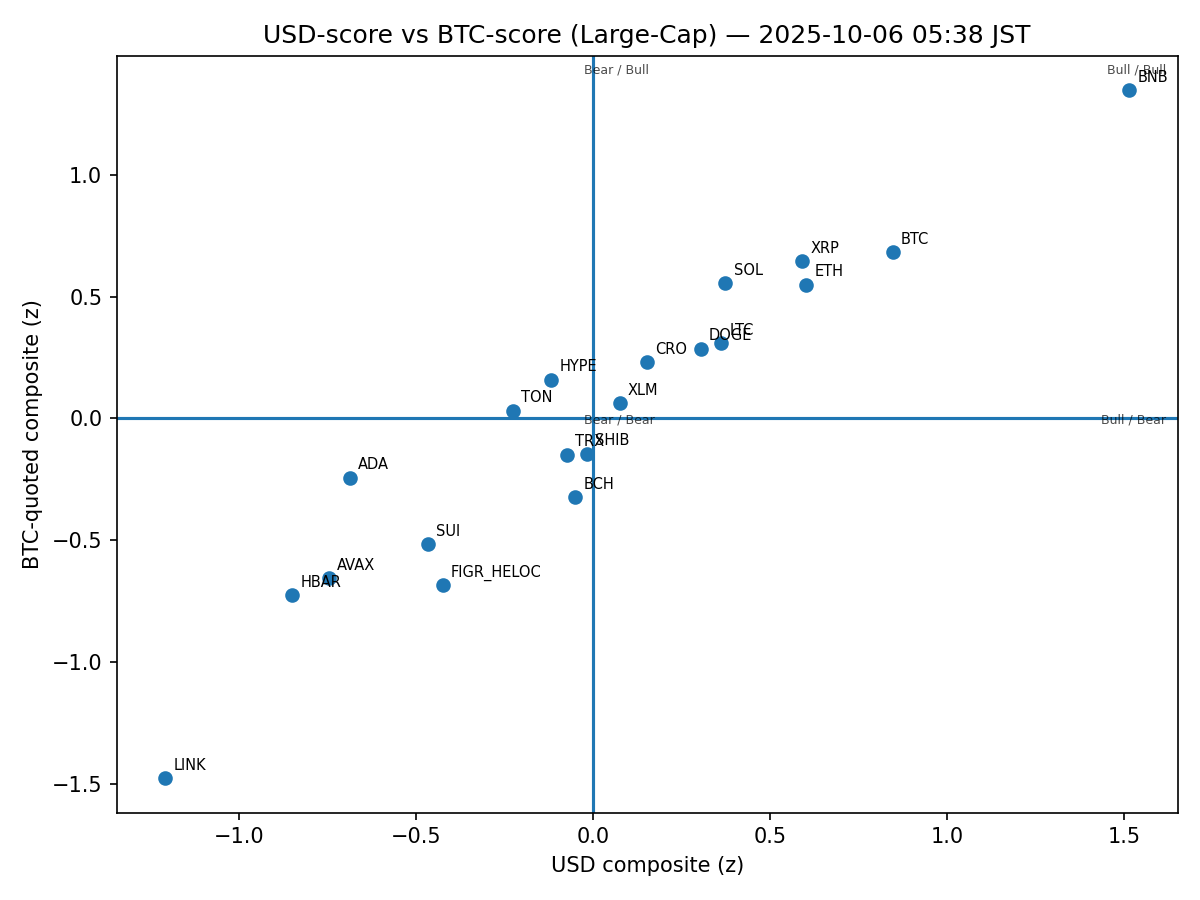 USD-score vs BTC-score (Large-Cap) — 2025-10-06 05:38 JST
Bear / Bull
Bull / Bull
BNB
BTC
XRP
ETH
SOL
LTC
DOGE
CRO
HYPE
XLM
TON
Bear / Bear
Bull / Bear
TRX
SHIB
ADA
BCH
SUI
AVAX
FIGR_HELOC
HBAR
LINK
1.0
0.5
0.0
−0.5
−1.0
−1.5
BTC-quoted composite (z)
−1.0
−0.5
0.0
0.5
1.0
1.5
USD composite (z)